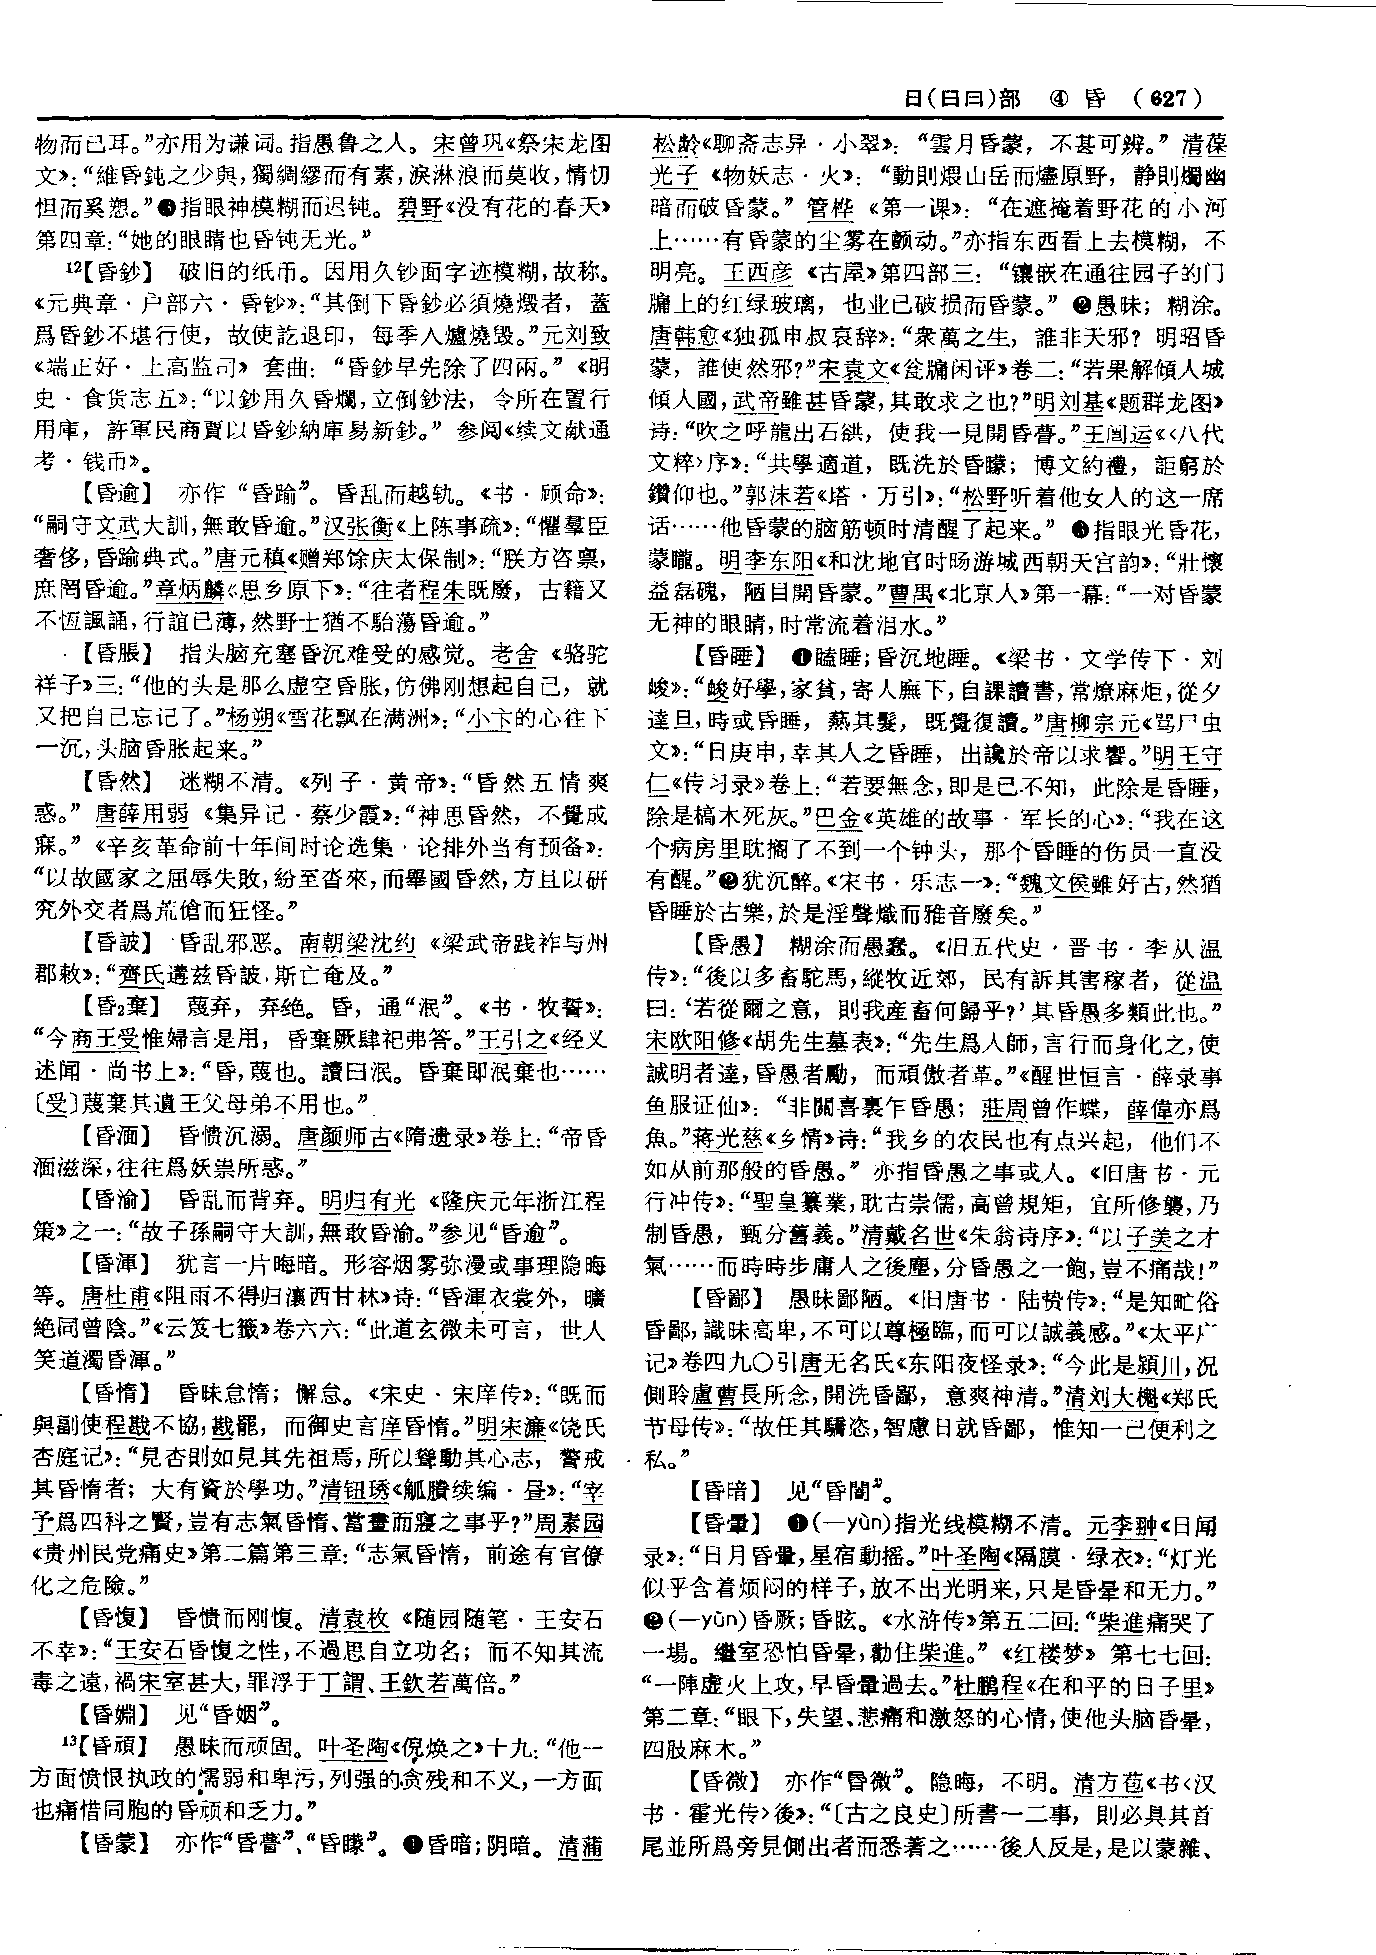 日(日曰)部 ④ 昏 (627)
物而已耳。”亦用为谦词。指愚鲁之人。宋曾巩《祭宋龙图
文》：“維昏鈍之少與，獨綢繆而有素，淚淋浪而莫收，情忉
怛而奚愬。”❸指眼神模糊而迟钝。碧野《没有花的春天》
第四章：“她的眼睛也昏钝无光。”
12【昏鈔】 破旧的纸币。因用久钞面字迹模糊，故称。
《元典章·户部六·昏钞》：“其倒下昏鈔必須燒燬者，蓋
爲昏鈔不堪行使，故使訖退印，每季入爐燒毁。”元刘致
《端正好·上高监司》套曲：“昏鈔早先除了四兩。”《明
史·食货志五》：“以鈔用久昏爛，立倒鈔法，令所在置行
用庫，許軍民商賈以昏鈔納庫易新鈔。”参阅《续文献通
考·钱币》。
【昏逾】 亦作“昏踰”。昏乱而越轨。《书·顾命》：
“嗣守文武大訓，無敢昏逾。”汉张衡《上陈事疏》：“懼羣臣
奢侈，昏踰典式。”唐元稹《赠郑馀庆太保制》：“朕方咨禀，
庶罔昏逾。”章炳麟《思乡原下》：“往者程朱既廢，古籍又
不恆諷誦，行誼已薄，然野士猶不駘蕩昏逾。”
【昏脹】 指头脑充塞昏沉难受的感觉。老舍《骆驼
祥子》三：“他的头是那么虚空昏胀，仿佛刚想起自己，就
又把自己忘记了。”杨朔《雪花飘在满洲》：“小卞的心往下
一沉，头脑昏胀起来。”
【昏然】 迷糊不清。《列子·黄帝》：“昏然五情爽
惑。”唐薛用弱《集异记·蔡少霞》：“神思昏然，不覺成
寐。”《辛亥革命前十年间时论选集·论排外当有预备》：
“以故國家之屈辱失敗，紛至沓來，而舉國昏然，方且以研
究外交者爲荒傖而狂怪。”
【昏詖】 昏乱邪恶。南朝梁沈约《梁武帝践祚与州
郡敕》：“齊氏遘兹昏詖，斯亡奄及。”
【昏2棄】 蔑弃，弃绝。昏，通“泯”。《书·牧誓》：
“今商王受惟婦言是用，昏棄厥肆祀弗答。”王引之《经义
述闻·尚书上》：“昏，蔑也。讀曰泯。昏棄即泯棄也……
〔受〕蔑棄其遺王父母弟不用也。”
【昏湎】 昏愦沉溺。唐颜师古《隋遗录》卷上：“帝昏
湎滋深，往往爲妖祟所惑。”
【昏渝】 昏乱而背弃。明归有光《隆庆元年浙江程
策》之一：“故子孫嗣守大訓，無敢昏渝。”参见“昏逾”。
【昏渾】 犹言一片晦暗。形容烟雾弥漫或事理隐晦
等。唐杜甫《阻雨不得归瀼西甘林》诗：“昏渾衣裳外，曠
絶同曾陰。”《云笈七籤》卷六六：“此道玄微未可言，世人
笑道濁昏渾。”
【昏惰】 昏昧怠惰；懈怠。《宋史·宋庠传》：“既而
與副使程戡不協，戡罷，而御史言庠昏惰。”明宋濂《饶氏
杏庭记》：“見杏則如見其先祖焉，所以聳動其心志，警戒
其昏惰者；大有資於學功。”清钮琇《觚賸续编·昼》：“宰
予爲四科之賢，豈有志氣昏惰、當晝而寢之事乎？”周素园
《贵州民党痛史》第二篇第三章：“志氣昏惰，前途有官僚
化之危險。”
【昏愎】 昏愦而刚愎。清袁枚《随园随笔·王安石
不幸》：“王安石昏愎之性，不過思自立功名；而不知其流
毒之遠，禍宋室甚大，罪浮于丁謂、王欽若萬倍。”
【昏婣】 见“昏姻”。
13【昏頑】 愚昧而顽固。叶圣陶《倪焕之》十九：“他一
方面愤恨执政的懦弱和卑污，列强的贪残和不义，一方面
也痛惜同胞的昏顽和乏力。”
【昏蒙】 亦作“昏瞢”、“昏矇”。❶昏暗；阴暗。清蒲
松龄《聊斋志异·小翠》：“雲月昏蒙，不甚可辨。”清葆
光子《物妖志·火》：“動則煨山岳而燼原野，静則燭幽
暗而破昏蒙。”管桦《第一课》：“在遮掩着野花的小河
上……有昏蒙的尘雾在颤动。”亦指东西看上去模糊，不
明亮。王西彦《古屋》第四部三：“镶嵌在通往园子的门
牖上的红绿玻璃，也业已破损而昏蒙。”❷愚昧；糊涂。
唐韩愈《独孤申叔哀辞》：“衆萬之生，誰非天邪？明昭昏
蒙，誰使然邪？”宋袁文《瓮牖闲评》卷二：“若果解傾人城
傾人國，武帝雖甚昏蒙，其敢求之也？”明刘基《题群龙图》
诗：“吹之呼龍出石谼，使我一見開昏瞢。”王闿运《〈八代
文粹〉序》：“共學適道，既洗於昏矇；博文約禮，詎窮於
鑽仰也。”郭沫若《塔·万引》：“松野听着他女人的这一席
话……他昏蒙的脑筋顿时清醒了起来。”❸指眼光昏花，
蒙矓。明李东阳《和沈地官时旸游城西朝天宫韵》：“壯懷
益磊磈，陋目開昏蒙。”曹禺《北京人》第一幕：“一对昏蒙
无神的眼睛，时常流着泪水。”
【昏睡】 ❶瞌睡；昏沉地睡。《梁书·文学传下·刘
峻》：“峻好學，家貧，寄人廡下，自課讀書，常燎麻炬，從夕
達旦，時或昏睡，爇其髮，既覺復讀。”唐柳宗元《骂尸虫
文》：“日庚申，幸其人之昏睡，出讒於帝以求饗。”明王守
仁《传习录》卷上：“若要無念，即是己不知，此除是昏睡，
除是槁木死灰。”巴金《英雄的故事·军长的心》：“我在这
个病房里耽搁了不到一个钟头，那个昏睡的伤员一直没
有醒。”❷犹沉醉。《宋书·乐志一》：“魏文侯雖好古，然猶
昏睡於古樂，於是淫聲熾而雅音廢矣。”
【昏愚】 糊涂而愚蠢。《旧五代史·晋书·李从温
传》：“後以多畜駝馬，縱牧近郊，民有訴其害稼者，從温
曰：‘若從爾之意，則我産畜何歸乎？’其昏愚多類此也。”
宋欧阳修《胡先生墓表》：“先生爲人師，言行而身化之，使
誠明者達，昏愚者勵，而頑傲者革。”《醒世恒言·薛录事
鱼服证仙》：“非關喜裏乍昏愚；莊周曾作蝶，薛偉亦爲
魚。”蒋光慈《乡情》诗：“我乡的农民也有点兴起，他们不
如从前那般的昏愚。”亦指昏愚之事或人。《旧唐书·元
行冲传》：“聖皇纂業，耽古崇儒，高曾規矩，宜所修襲，乃
制昏愚，甄分舊義。”清戴名世《朱翁诗序》：“以子美之才
氣……而時時步庸人之後塵，分昏愚之一飽，豈不痛哉！”
【昏鄙】 愚昧鄙陋。《旧唐书·陆贽传》：“是知甿俗
昏鄙，識昧高卑，不可以尊極臨，而可以誠義感。”《太平广
记》卷四九〇引唐无名氏《东阳夜怪录》：“今此是潁川，况
側聆盧曹長所念，開洗昏鄙，意爽神清。”清刘大櫆《郑氏
节母传》：“故任其驕恣，智慮日就昏鄙，惟知一己便利之
私。”
【昏暗】 见“昏闇”。
【昏暈】 ❶(—yùn)指光线模糊不清。元李翀《日闻
录》：“日月昏暈，星宿動摇。”叶圣陶《隔膜·绿衣》：“灯光
似乎含着烦闷的样子，放不出光明来，只是昏晕和无力。”
❷(—yūn)昏厥；昏眩。《水浒传》第五二回：“柴進痛哭了
一場。繼室恐怕昏暈，勸住柴進。”《红楼梦》第七七回：
“一陣虚火上攻，早昏暈過去。”杜鹏程《在和平的日子里》
第二章：“眼下，失望、悲痛和激怒的心情，使他头脑昏晕，
四肢麻木。”
【昏微】 亦作“昬微”。隐晦，不明。清方苞《书〈汉
书·霍光传〉後》：“〔古之良史〕所書一二事，則必具其首
尾並所爲旁見側出者而悉著之……後人反是，是以蒙雜、